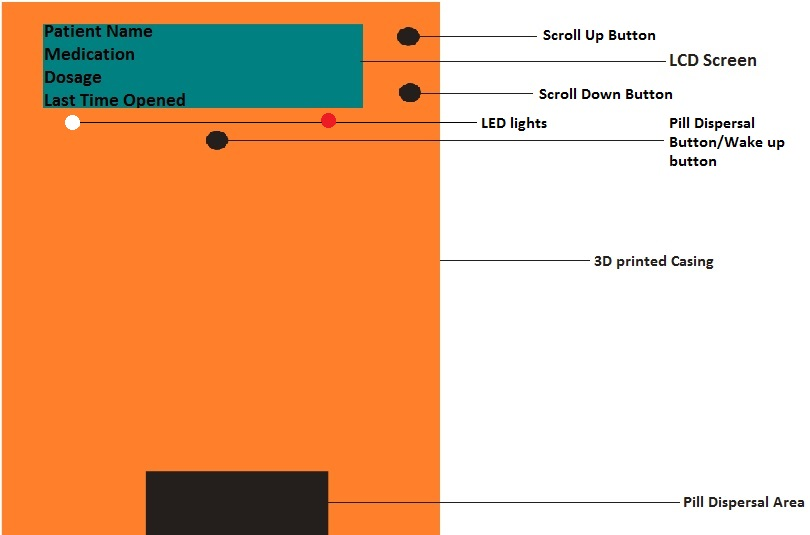 Patient Name
Medication
Dosage
Last Time Opened
Scroll Up Button
LCD Screen
Scroll Down Button
LED lights
Pill Dispersal
Button/Wake up
button
3D printed Casing
Pill Dispersal Area